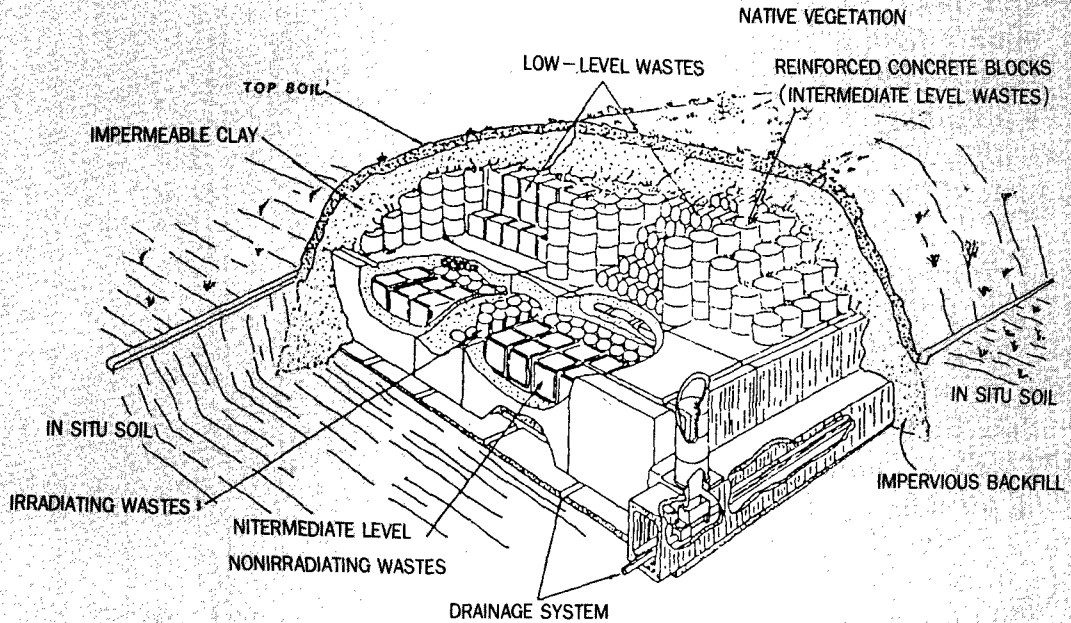 NATIVE VEGETATION
LOW-LEVEL WASTES
REINFORCED CONCRETE BLOCKS
(INTERMEDIATE LEVEL WASTES)
TOP SOIL
IMPERMEABLE CLAY
IN SITU SOIL
IN SITU SOIL
IMPERVIOUS BACKFILL
IRRADIATING WASTES
NITERMEDIATE LEVEL
NONIRRADIATING WASTES
DRAINAGE SYSTEM